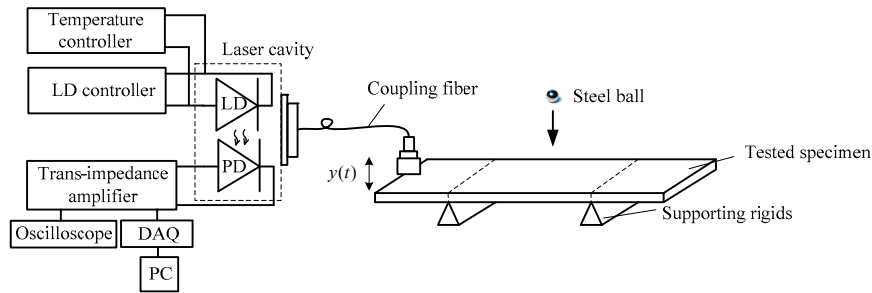 Temperature
controller
Laser cavity
LD controller
LD
Coupling fiber
Steel ball
PD
Trans-impedance
amplifier
y(t)
Tested specimen
Supporting rigids
Oscilloscope
DAQ
PC